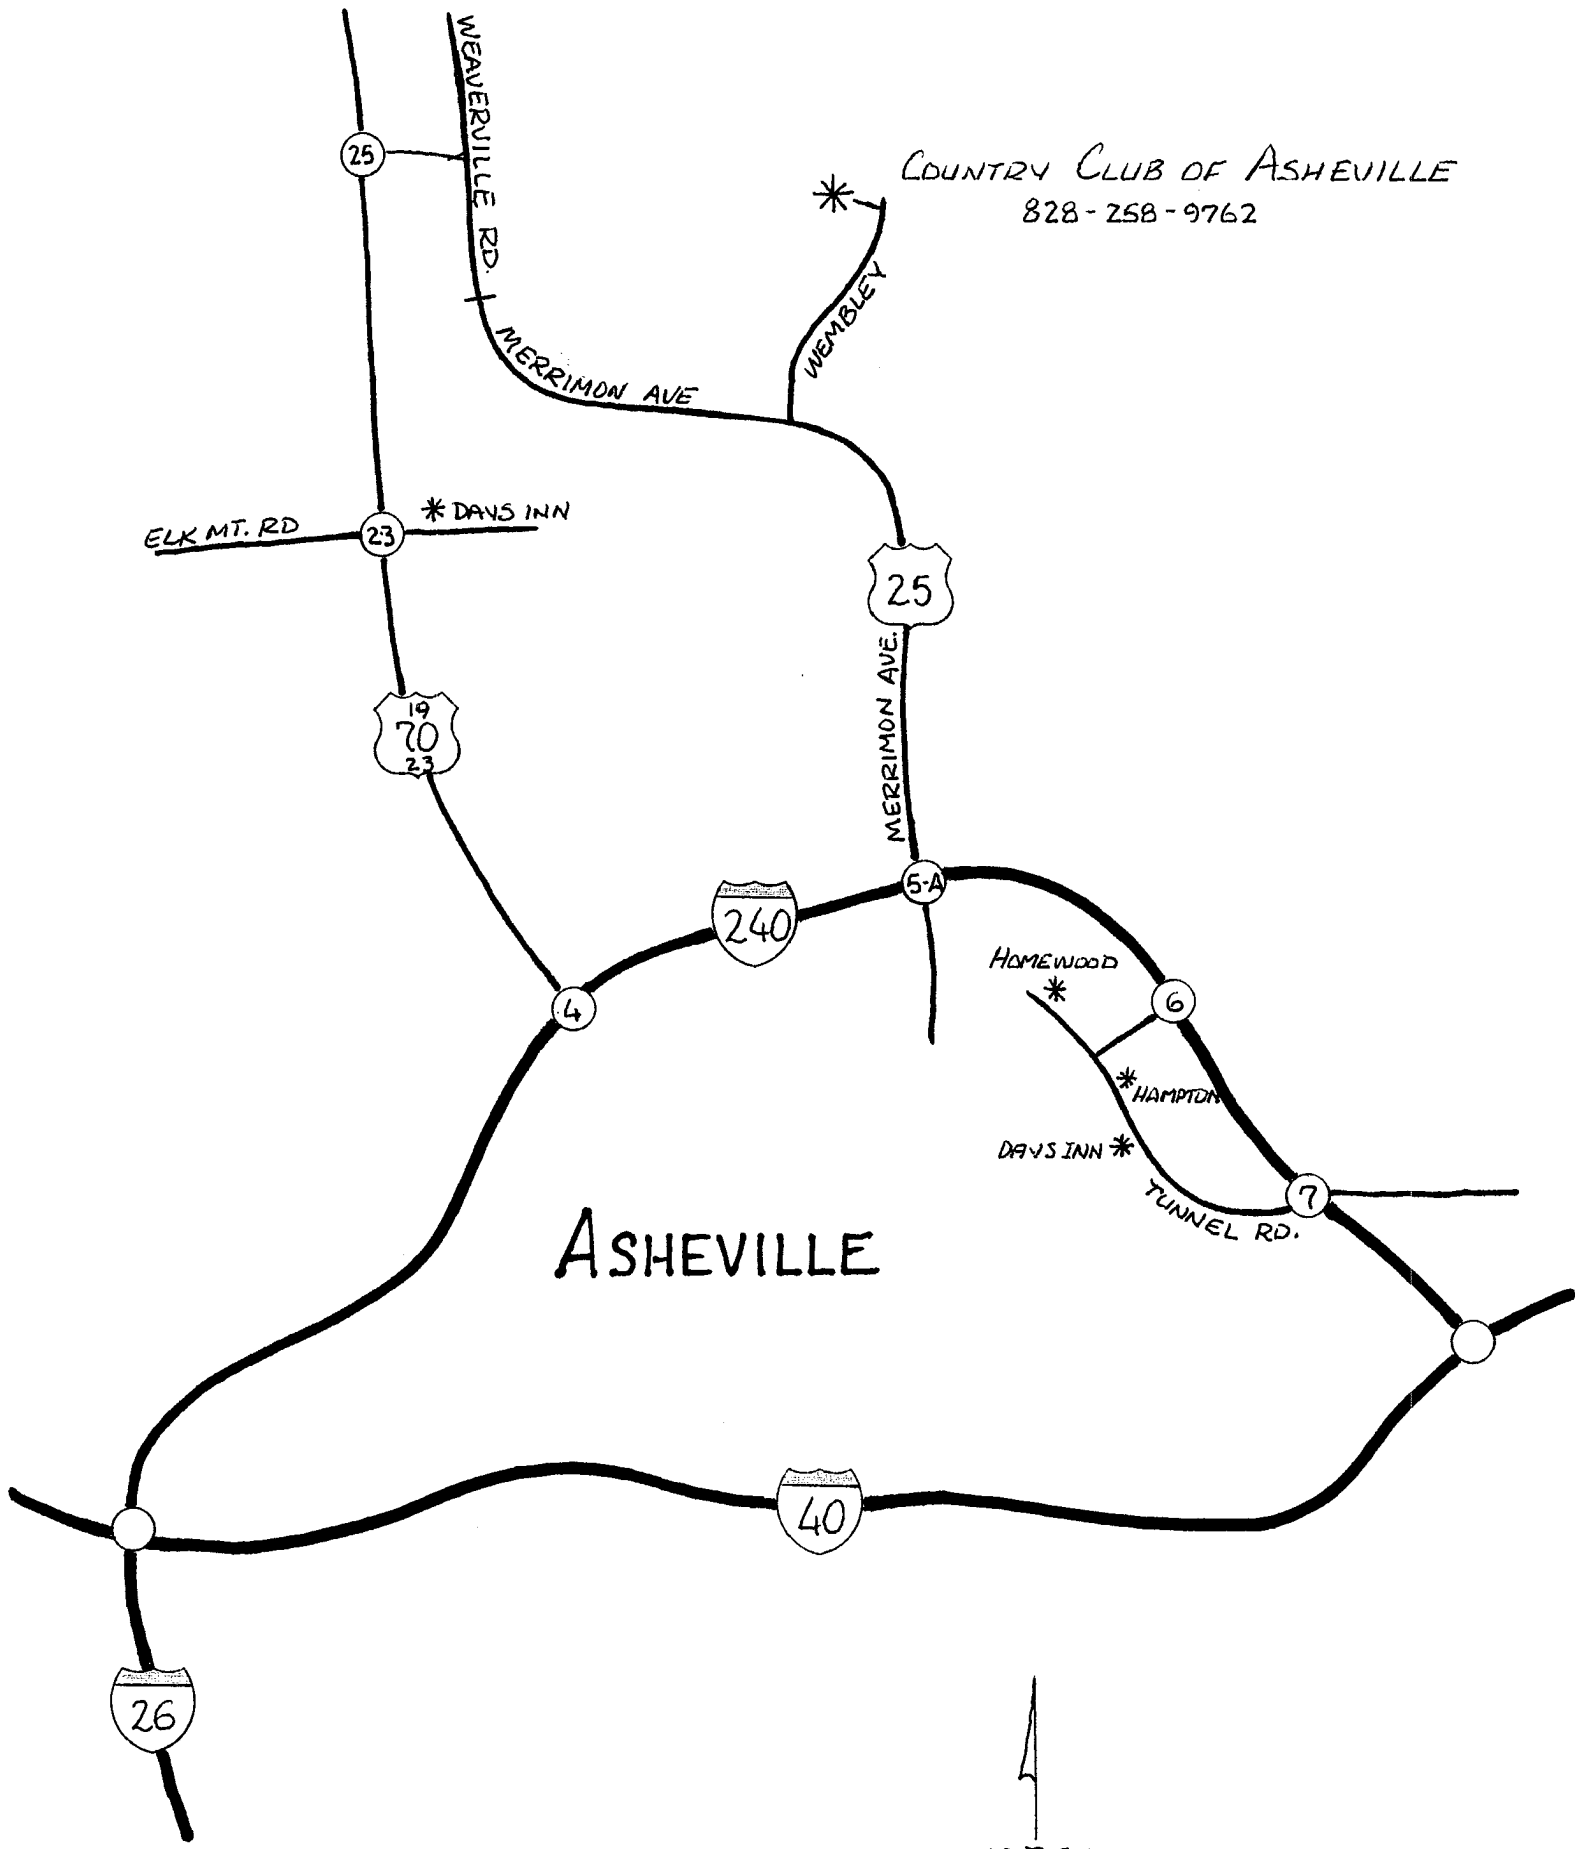 WEAVERVILLE RD.
25
COUNTRY CLUB OF ASHEVILLE
828-258-9762
WEMBLEY
MERRIMON AVE
ELK MT. RD
23
DAYS INN
25
MERRIMON AVE.
19
70
23
5-A
240
4
HOMEWOOD
6
HAMPTON
DAYS INN
7
TUNNEL RD.
ASHEVILLE
40
26